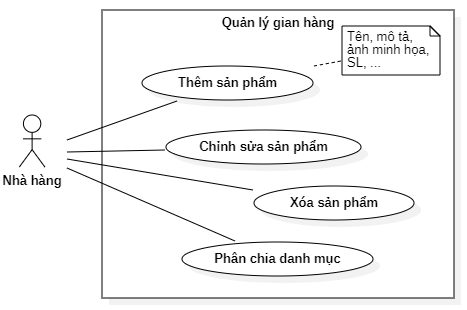 Quản lý gian hàng
Tên, mô tả,
ảnh minh họa,
SL, ...
Thêm sản phẩm
Chỉnh sửa sản phẩm
Nhà hàng
Xóa sản phẩm
Phân chia danh mục